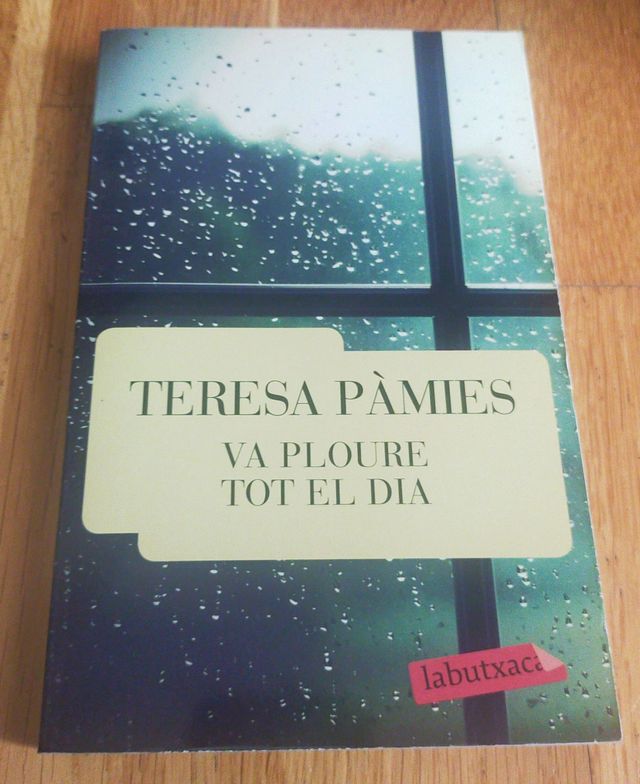 TERESA PÀMIES
VA PLOURE
TOT EL DIA
labutxaca